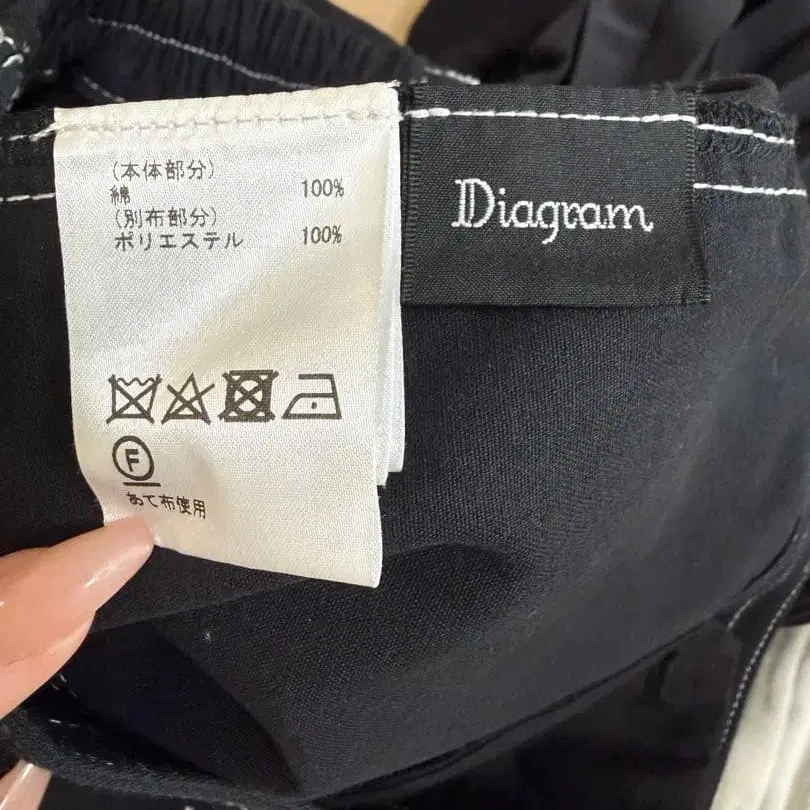 (本体部分)
綿 100%
(別布部分)
ポリエステル 100%
F
あて布使用
Diagram